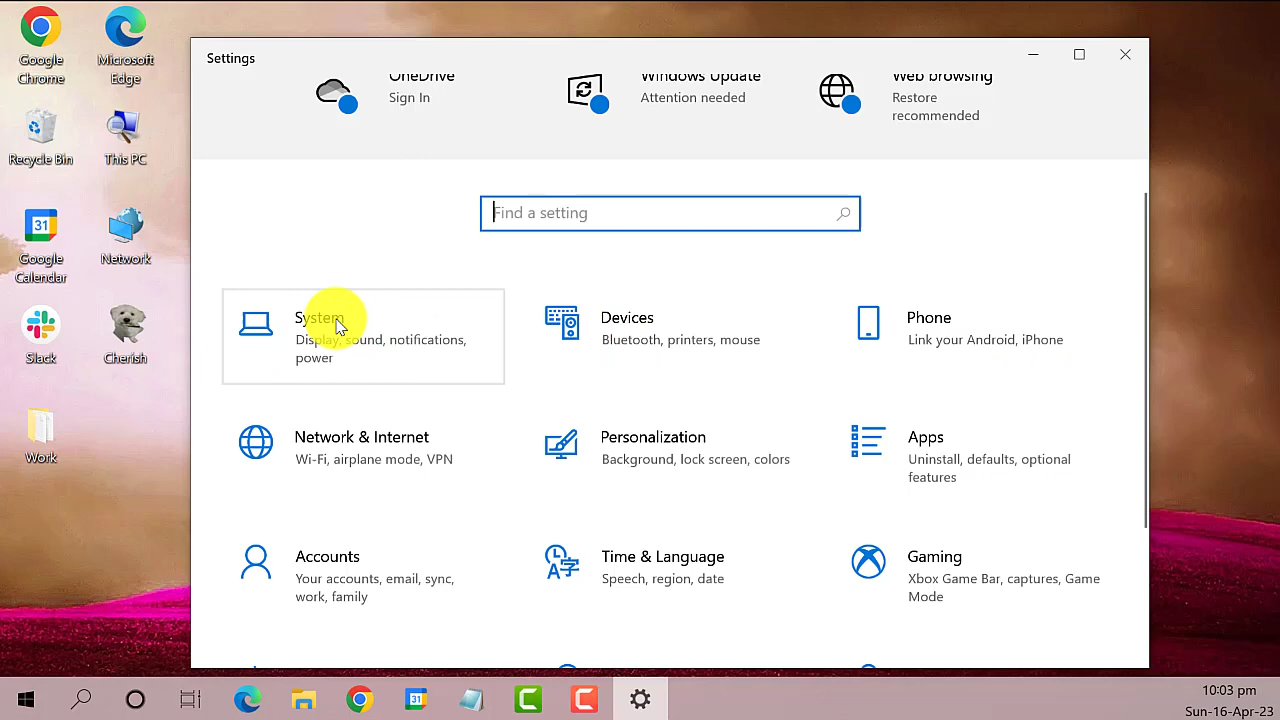 Google
Chrome
Microsoft
Edge
Recycle Bin
This PC
31
Google
Calendar
Network
Slack
Cherish
Work
Settings
OneDrive
Sign In
Windows Update
Attention needed
Web browsing
Restore
recommended
Find a setting
System
Display, sound, notifications,
power
Devices
Bluetooth, printers, mouse
Phone
Link your Android, iPhone
Network & Internet
Wi-Fi, airplane mode, VPN
Personalization
Background, lock screen, colors
Apps
Uninstall, defaults, optional
features
Accounts
Your accounts, email, sync,
work, family
Time & Language
Speech, region, date
Gaming
Xbox Game Bar, captures, Game
Mode
31
10:03 pm
Sun-16-Apr-23